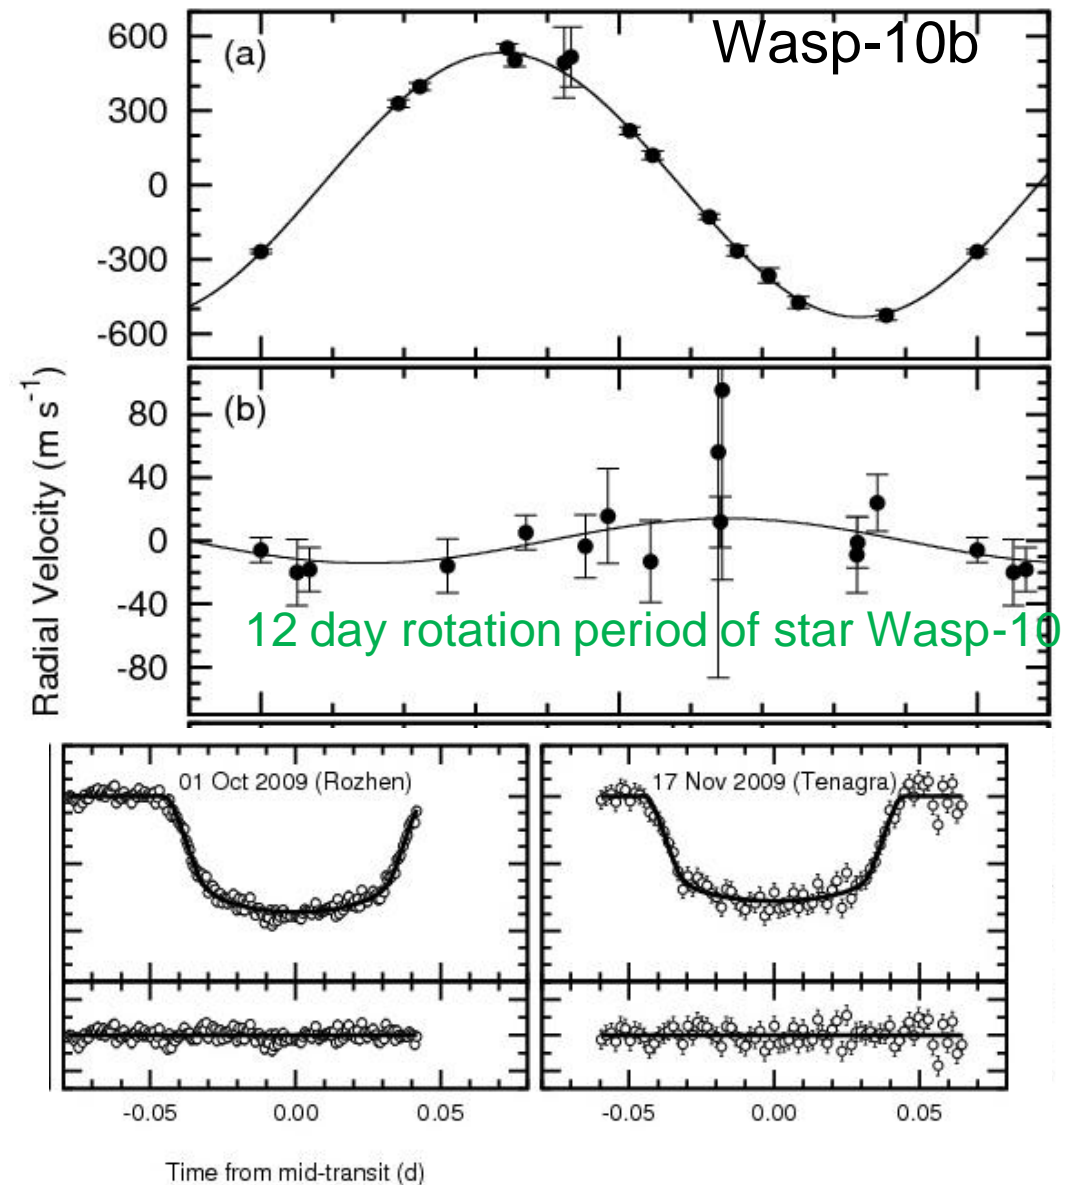 Wasp-10b
(a)
600
300
0
-300
-600
Radial Velocity (m s⁻¹)
(b)
80
40
0
-40
-80
12 day rotation period of star Wasp-10
01 Oct 2009 (Rozhen)
17 Nov 2009 (Tenagra)
-0.05 0.00 0.05
-0.05 0.00 0.05
Time from mid-transit (d)